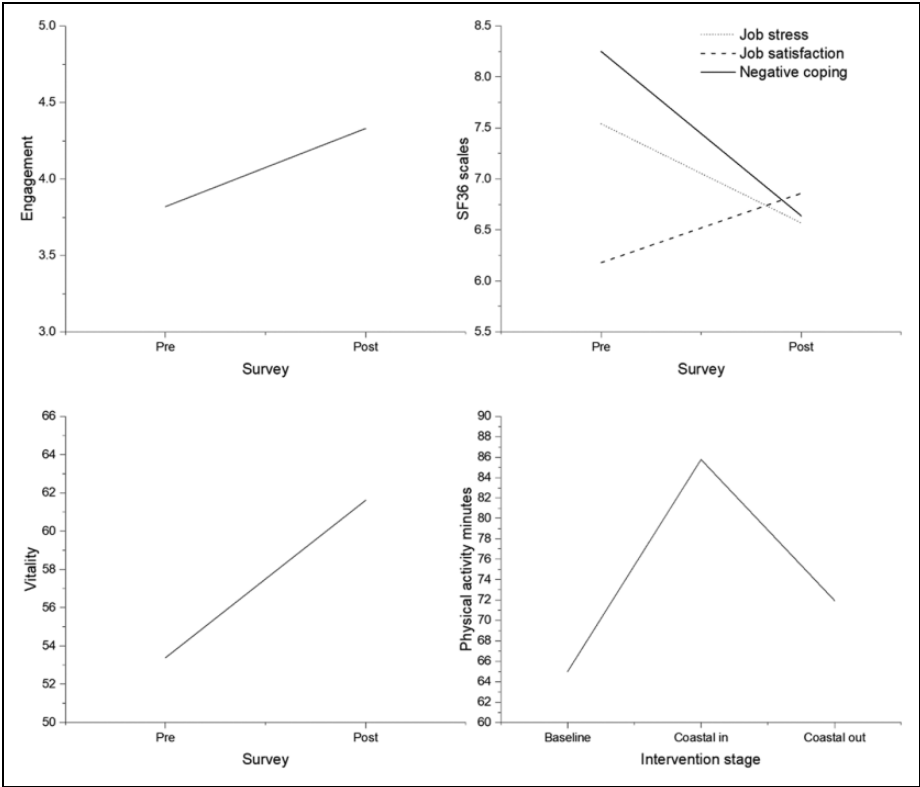 5.0
4.5
4.0
3.5
3.0
Engagement
Pre
Post
Survey
8.5
8.0
7.5
7.0
6.5
6.0
5.5
SF36 scales
Job stress
Job satisfaction
Negative coping
Pre
Post
Survey
66
64
62
60
58
56
54
52
50
Vitality
Pre
Post
Survey
90
88
86
84
82
80
78
76
74
72
70
68
66
64
62
60
Physical activity minutes
Baseline
Coastal in
Coastal out
Intervention stage